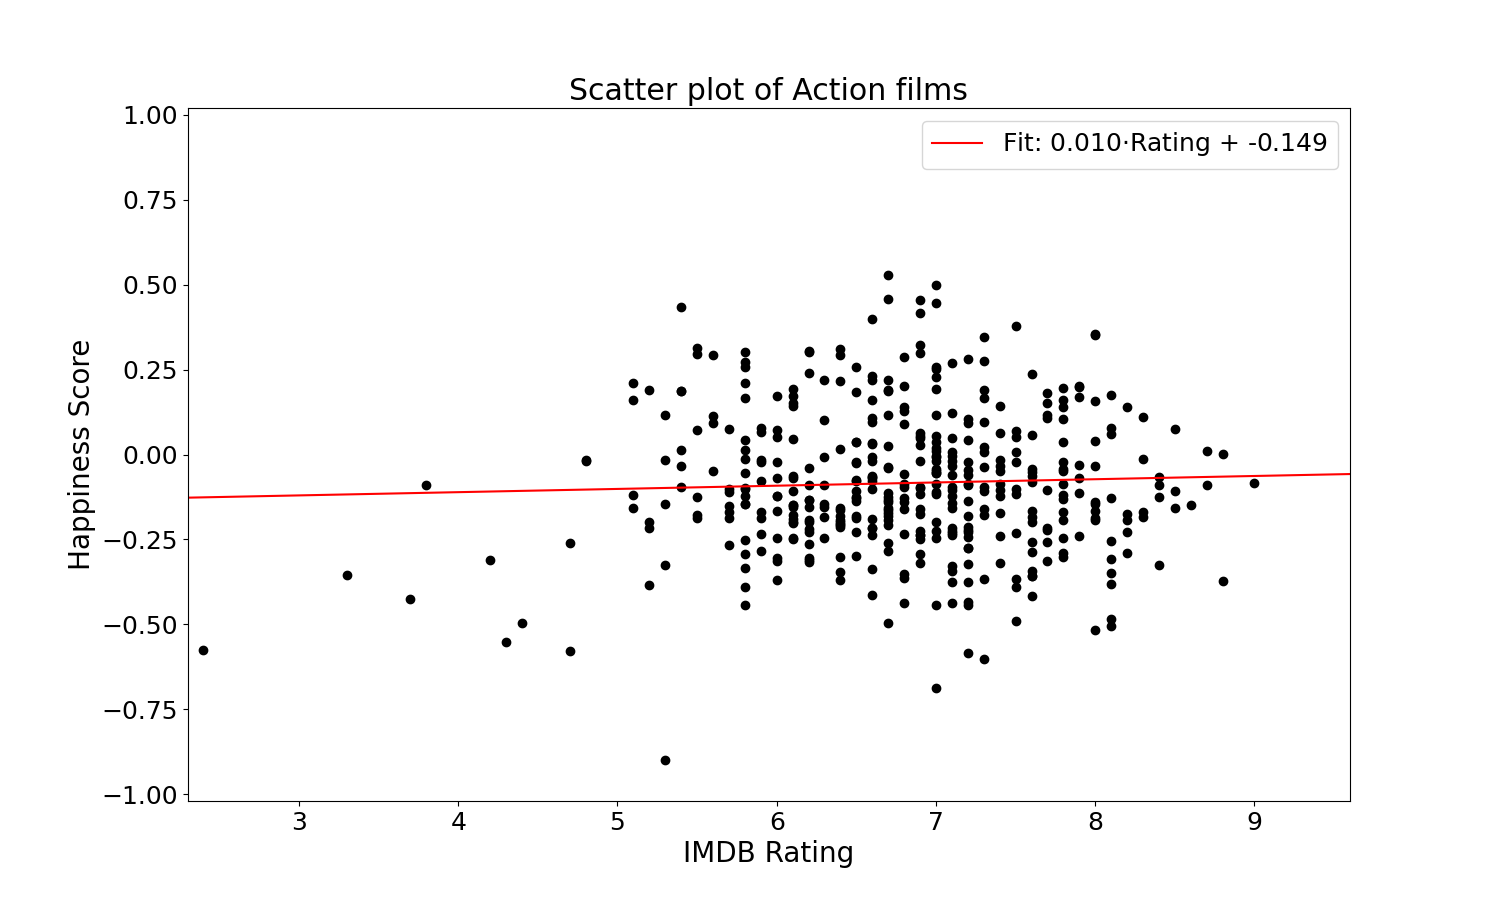 Scatter plot of Action films
Fit: 0.010·Rating + -0.149
1.00
0.75
0.50
0.25
0.00
−0.25
−0.50
−0.75
−1.00
Happiness Score
3 4 5 6 7 8 9
IMDB Rating